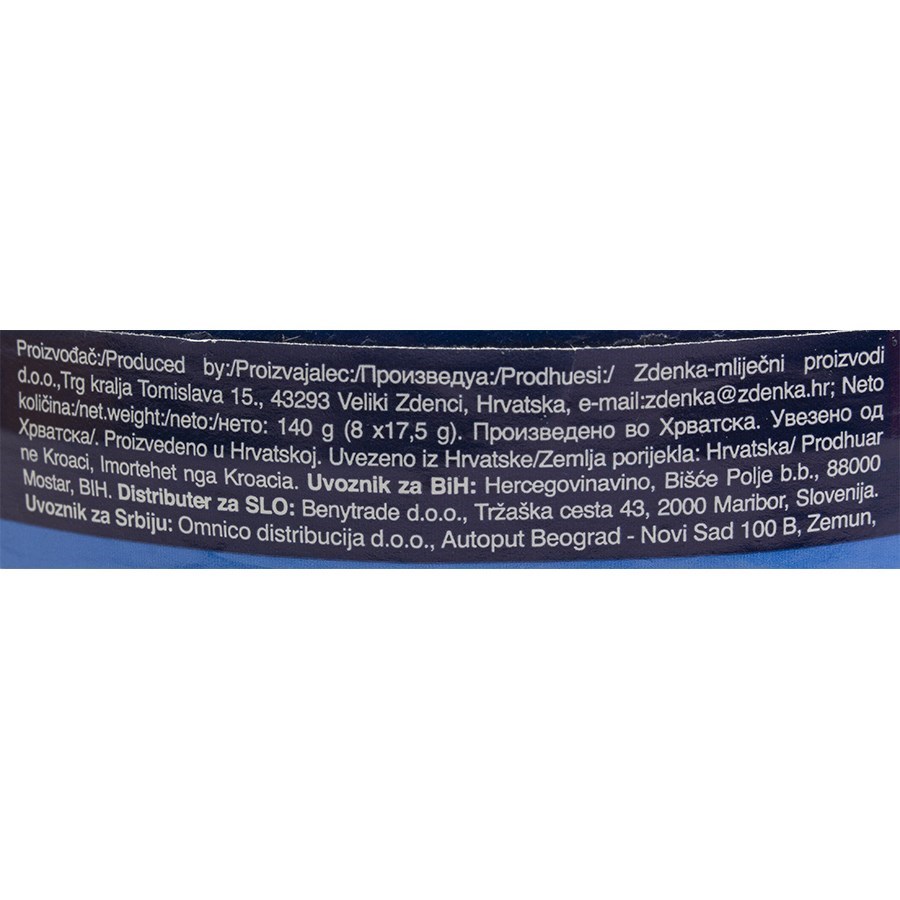 Proizvođač:/Produced by:/Proizvajalec:/Произведуа:/Prodhuesi:/ Zdenka-mliječni proizvodi
d.o.o.,Trg kralja Tomislava 15., 43293 Veliki Zdenci, Hrvatska, e-mail:zdenka@zdenka.hr; Neto
količina:/net.weight:/neto:/нето: 140 g (8 x17,5 g). Произведено во Хрватска. Увезено од
Хрватска/. Proizvedeno u Hrvatskoj. Uvezeno iz Hrvatske/Zemlja porijekla: Hrvatska/ Prodhuar
ne Kroaci, Imortehet nga Kroacia. Uvoznik za BiH: Hercegovinavino, Bišće Polje b.b., 88000
Mostar, BIH. Distributer za SLO: Benytrade d.o.o., Tržaška cesta 43, 2000 Maribor, Slovenija.
Uvoznik za Srbiju: Omnico distribucija d.o.o., Autoput Beograd - Novi Sad 100 B, Zemun,